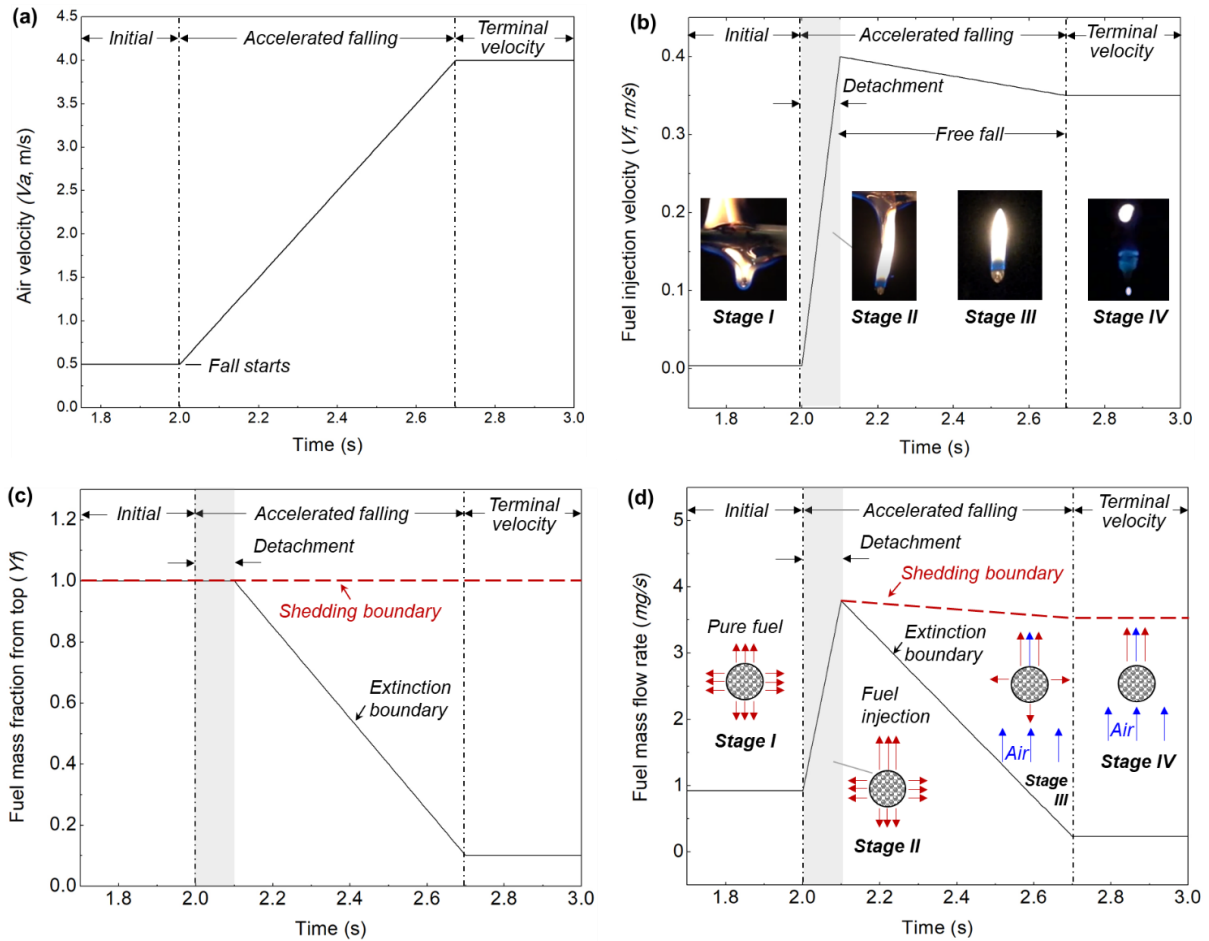 (a)
Initial
Accelerated falling
Terminal
velocity
4.0
3.5
3.0
2.5
2.0
1.5
1.0
0.5
0.0
Air velocity (Va, m/s)
Fall starts
1.8
2.0
2.2
2.4
2.6
2.8
3.0
Time (s)
(b)
Initial
Accelerated falling
Terminal
velocity
Detachment
Free fall
0.4
0.3
0.2
0.1
0.0
Fuel injection velocity (Vf, m/s)
Stage I
Stage II
Stage III
Stage IV
1.8
2.0
2.2
2.4
2.6
2.8
3.0
Time (s)
(c)
Initial
Accelerated falling
Terminal
velocity
Detachment
Shedding boundary
Extinction
boundary
1.2
1.0
0.8
0.6
0.4
0.2
0.0
Fuel mass fraction from top (Yf)
1.8
2.0
2.2
2.4
2.6
2.8
3.0
Time (s)
(d)
Initial
Accelerated falling
Terminal
velocity
Detachment
Shedding boundary
Pure fuel
Extinction
boundary
Fuel
injection
Stage I
Stage II
Air
Stage
III
Air
Stage IV
5
4
3
2
1
0
Fuel mass flow rate (mg/s)
1.8
2.0
2.2
2.4
2.6
2.8
3.0
Time (s)